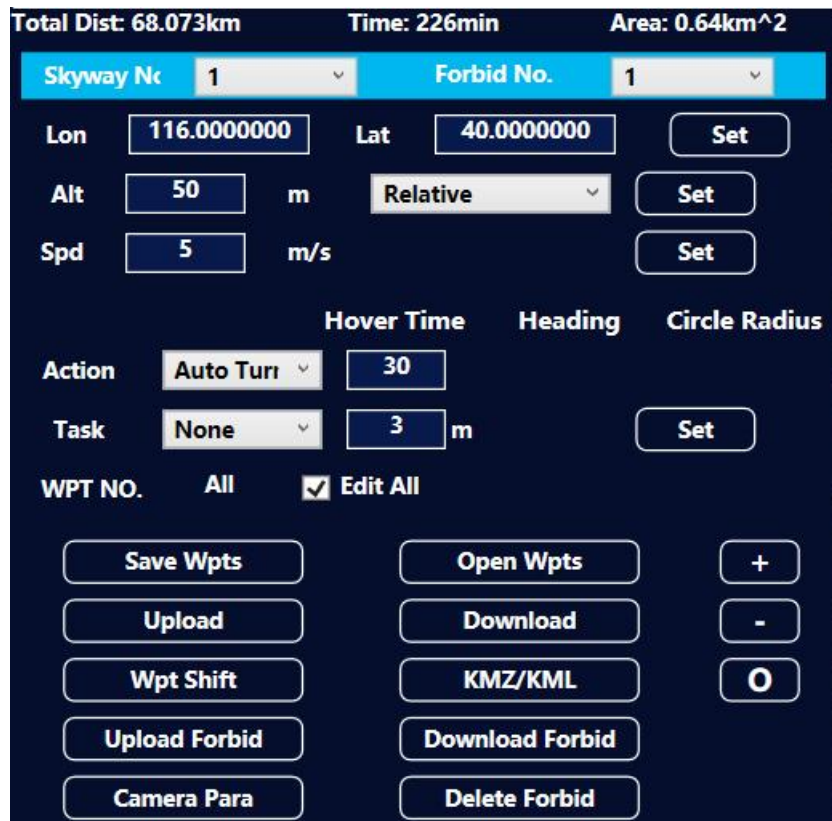 Total Dist: 68.073km Time: 226min Area: 0.64km^2
Skyway No 1 Forbid No. 1
Lon 116.0000000 Lat 40.0000000 Set
Alt 50 m Relative Set
Spd 5 m/s Set
Hover Time Heading Circle Radius
Action Auto Turn 30
Task None 3 m Set
WPT NO. All Edit All
Save Wpts Open Wpts +
Upload Download -
Wpt Shift KMZ/KML O
Upload Forbid Download Forbid
Camera Para Delete Forbid